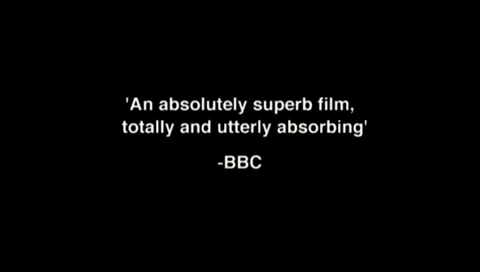 'An absolutely superb film,
totally and utterly absorbing'
-BBC